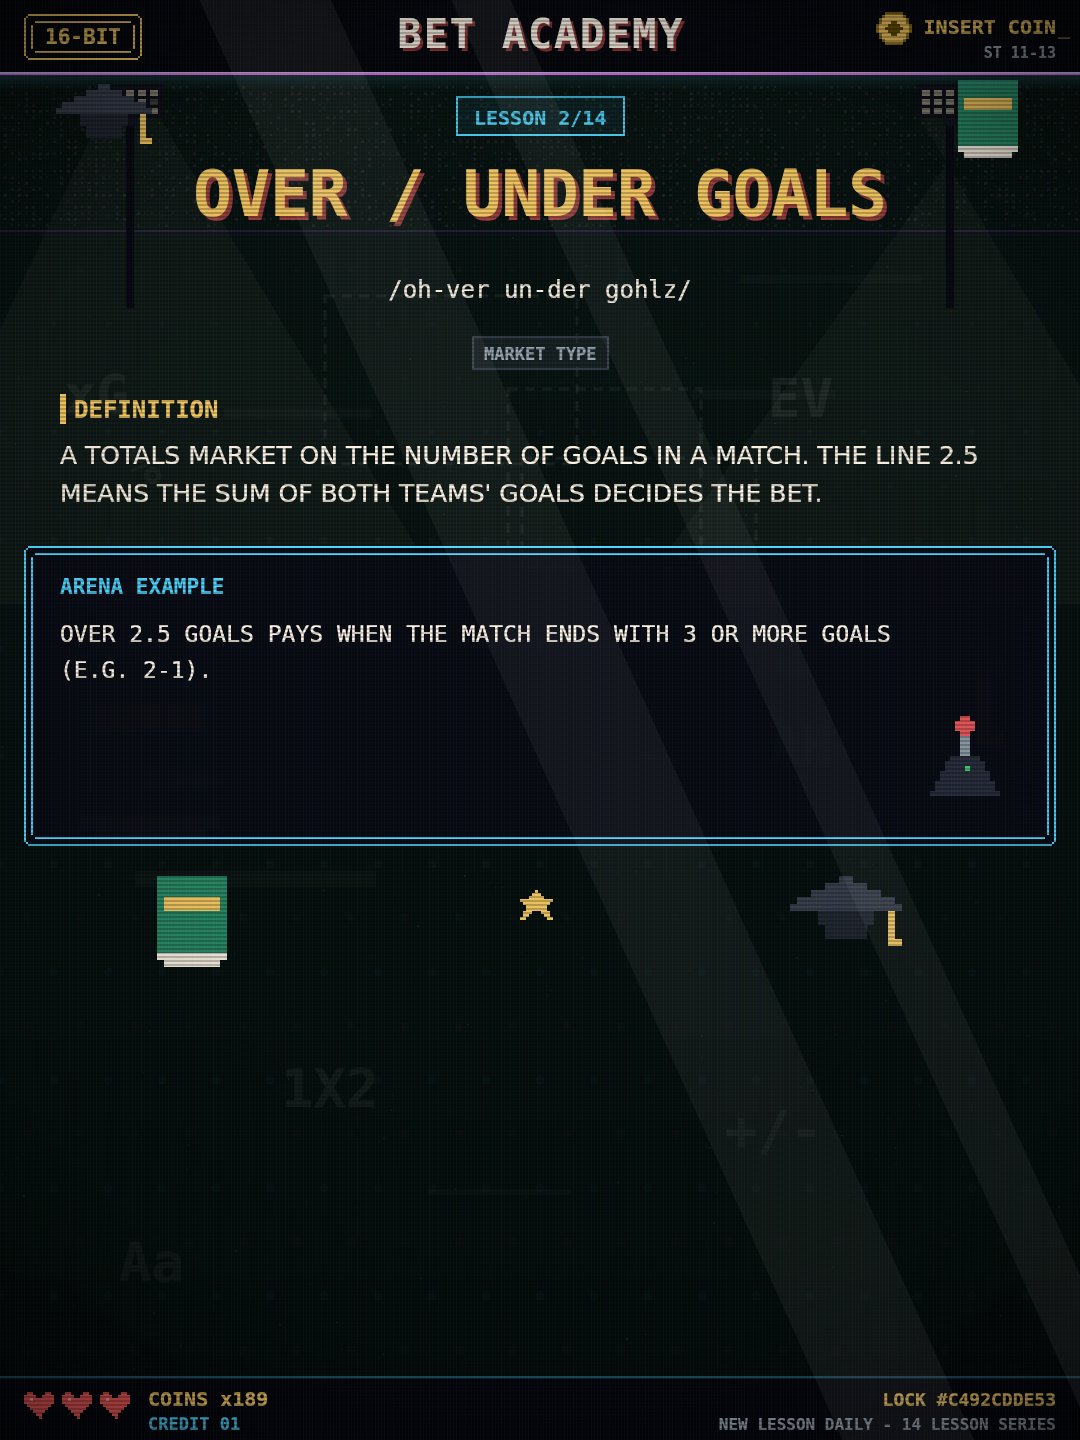 16-BIT
BET ACADEMY
INSERT COIN_
ST 11-13
LESSON 2/14
OVER / UNDER GOALS
/oh-ver un-der gohlz/
MARKET TYPE
xG
EV
DEFINITION
A TOTALS MARKET ON THE NUMBER OF GOALS IN A MATCH. THE LINE 2.5
MEANS THE SUM OF BOTH TEAMS' GOALS DECIDES THE BET.
ARENA EXAMPLE
OVER 2.5 GOALS PAYS WHEN THE MATCH ENDS WITH 3 OR MORE GOALS
(E.G. 2-1).
1X2
+/-
Aa
COINS x189
CREDIT 01
LOCK #C492CDDE53
NEW LESSON DAILY - 14 LESSON SERIES